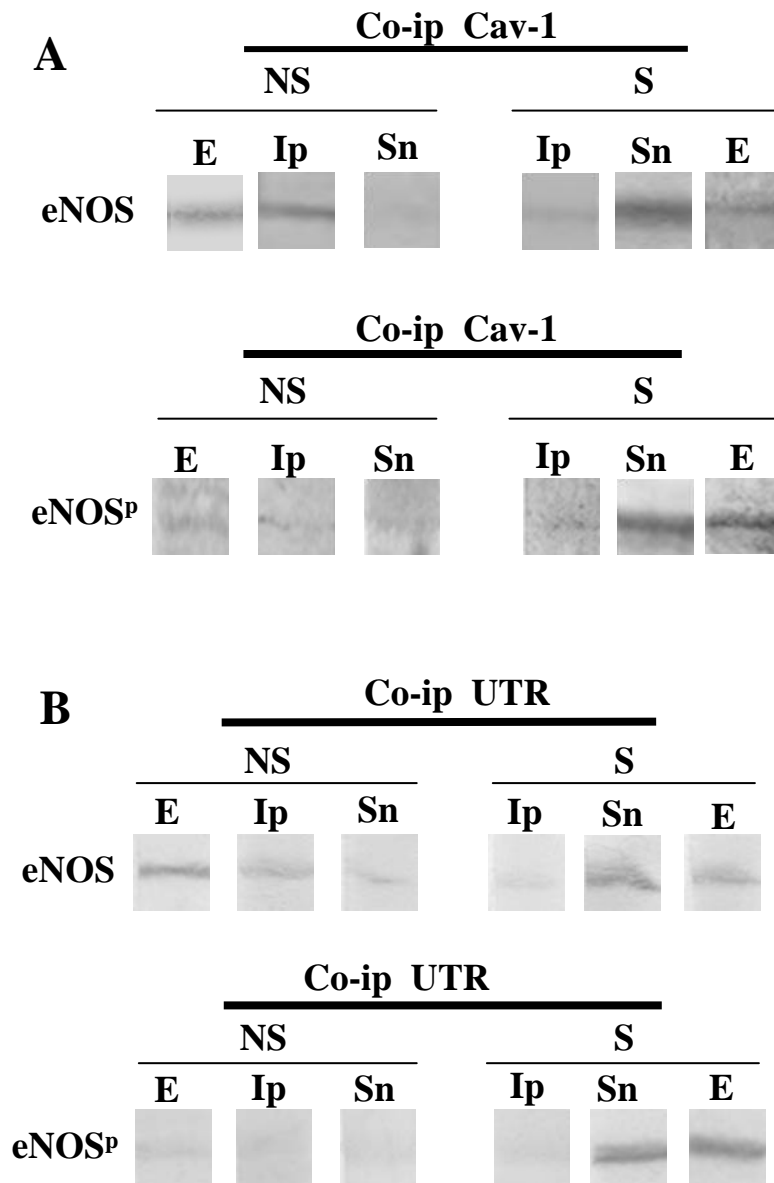 A
Co-ip Cav-1
NS S
E Ip Sn Ip Sn E
eNOS
Co-ip Cav-1
NS S
E Ip Sn Ip Sn E
eNOSᵖ
B
Co-ip UTR
NS S
E Ip Sn Ip Sn E
eNOS
Co-ip UTR
NS S
E Ip Sn Ip Sn E
eNOSᵖ